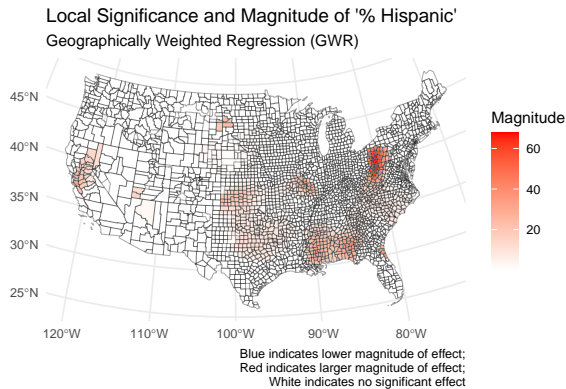 Local Significance and Magnitude of '% Hispanic'
Geographically Weighted Regression (GWR)
45°N
40°N
35°N
30°N
25°N
120°W 110°W 100°W 90°W 80°W
Magnitude
60
40
20
Blue indicates lower magnitude of effect;
Red indicates larger magnitude of effect;
White indicates no significant effect